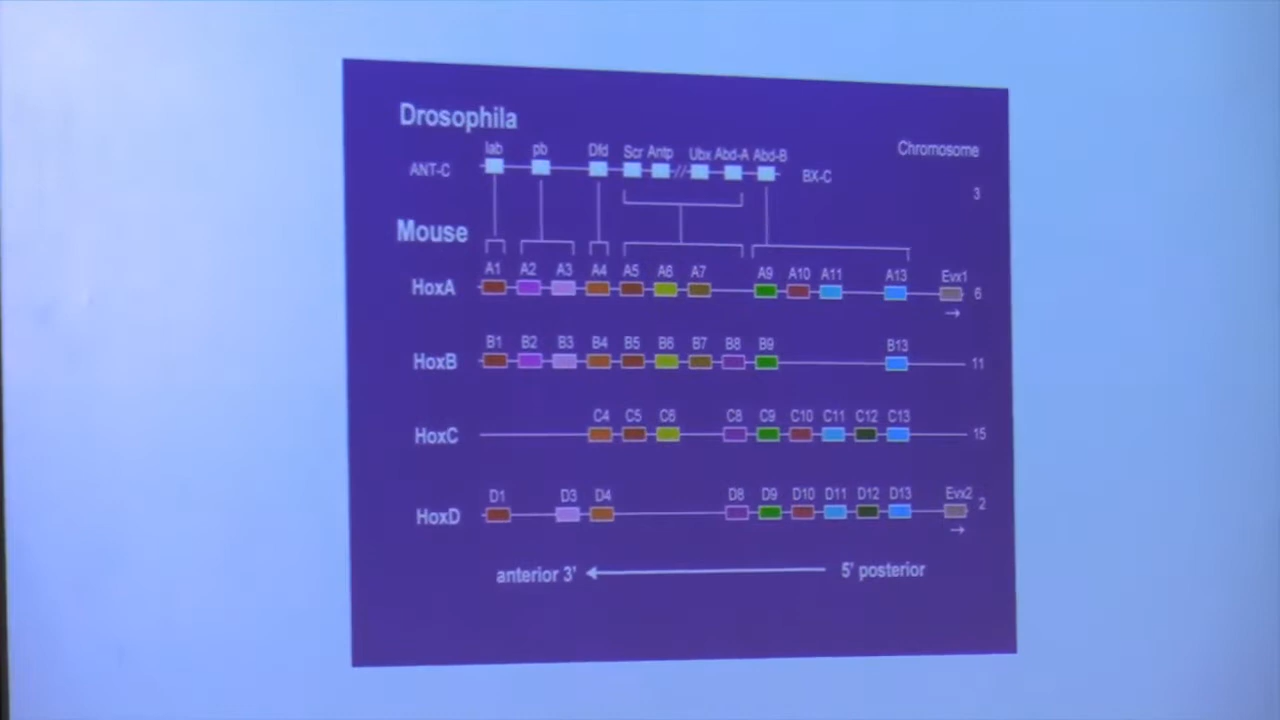 Drosophila
Chromosome
lab pb Dfd Scr Antp Ubx Abd-A Abd-B
ANT-C // BX-C
3
Mouse
A1 A2 A3 A4 A5 A6 A7 A9 A10 A11 A13 Evx1
HoxA 6
→
B1 B2 B3 B4 B5 B6 B7 B8 B9 B13
HoxB 11
C4 C5 C6 C8 C9 C10 C11 C12 C13
HoxC 15
D1 D3 D4 D8 D9 D10 D11 D12 D13 Evx2
HoxD 2
→
anterior 3' 5' posterior